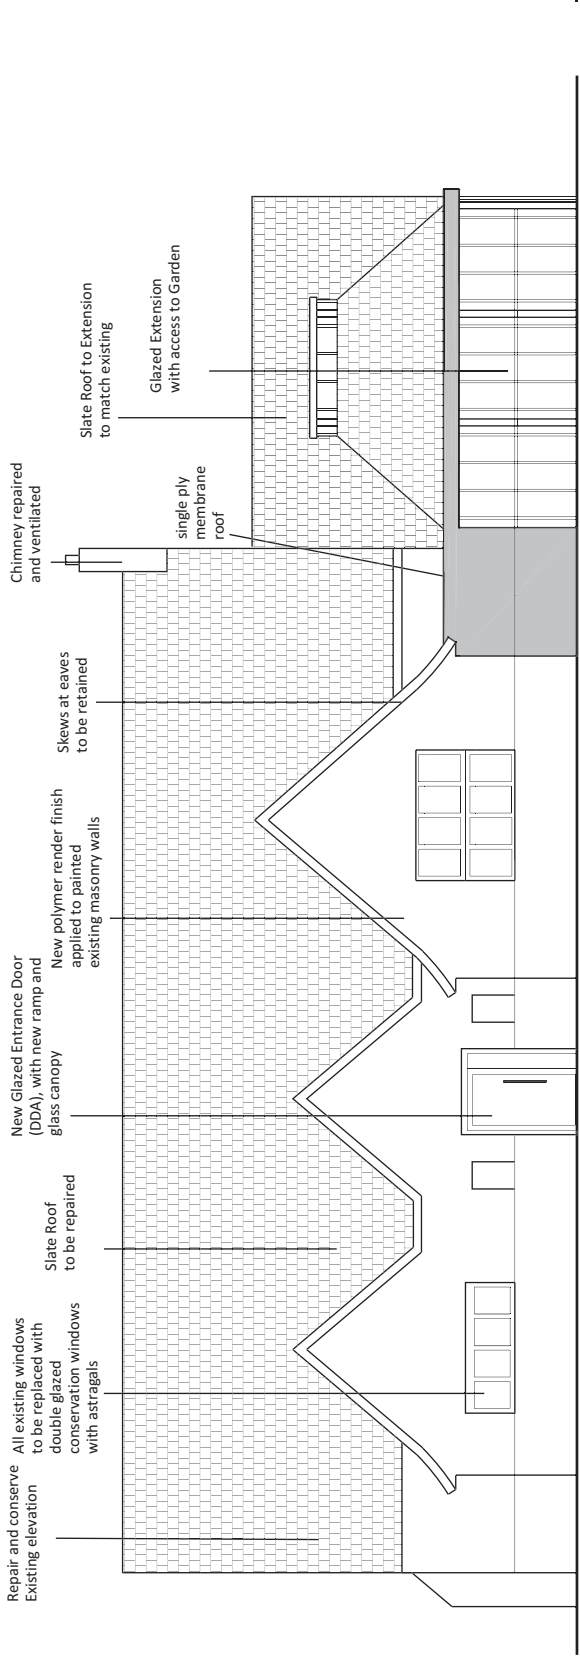 Repair and conserve
Existing elevation
All existing windows
to be replaced with
double glazed
conservation windows
with astragals
Slate Roof
to be repaired
New Glazed Entrance Door
(DDA), with new ramp and
glass canopy
New polymer render finish
applied to painted
existing masonry walls
Skews at eaves
to be retained
Chimney repaired
and ventilated
single ply
membrane
roof
Slate Roof to Extension
to match existing
Glazed Extension
with access to Garden